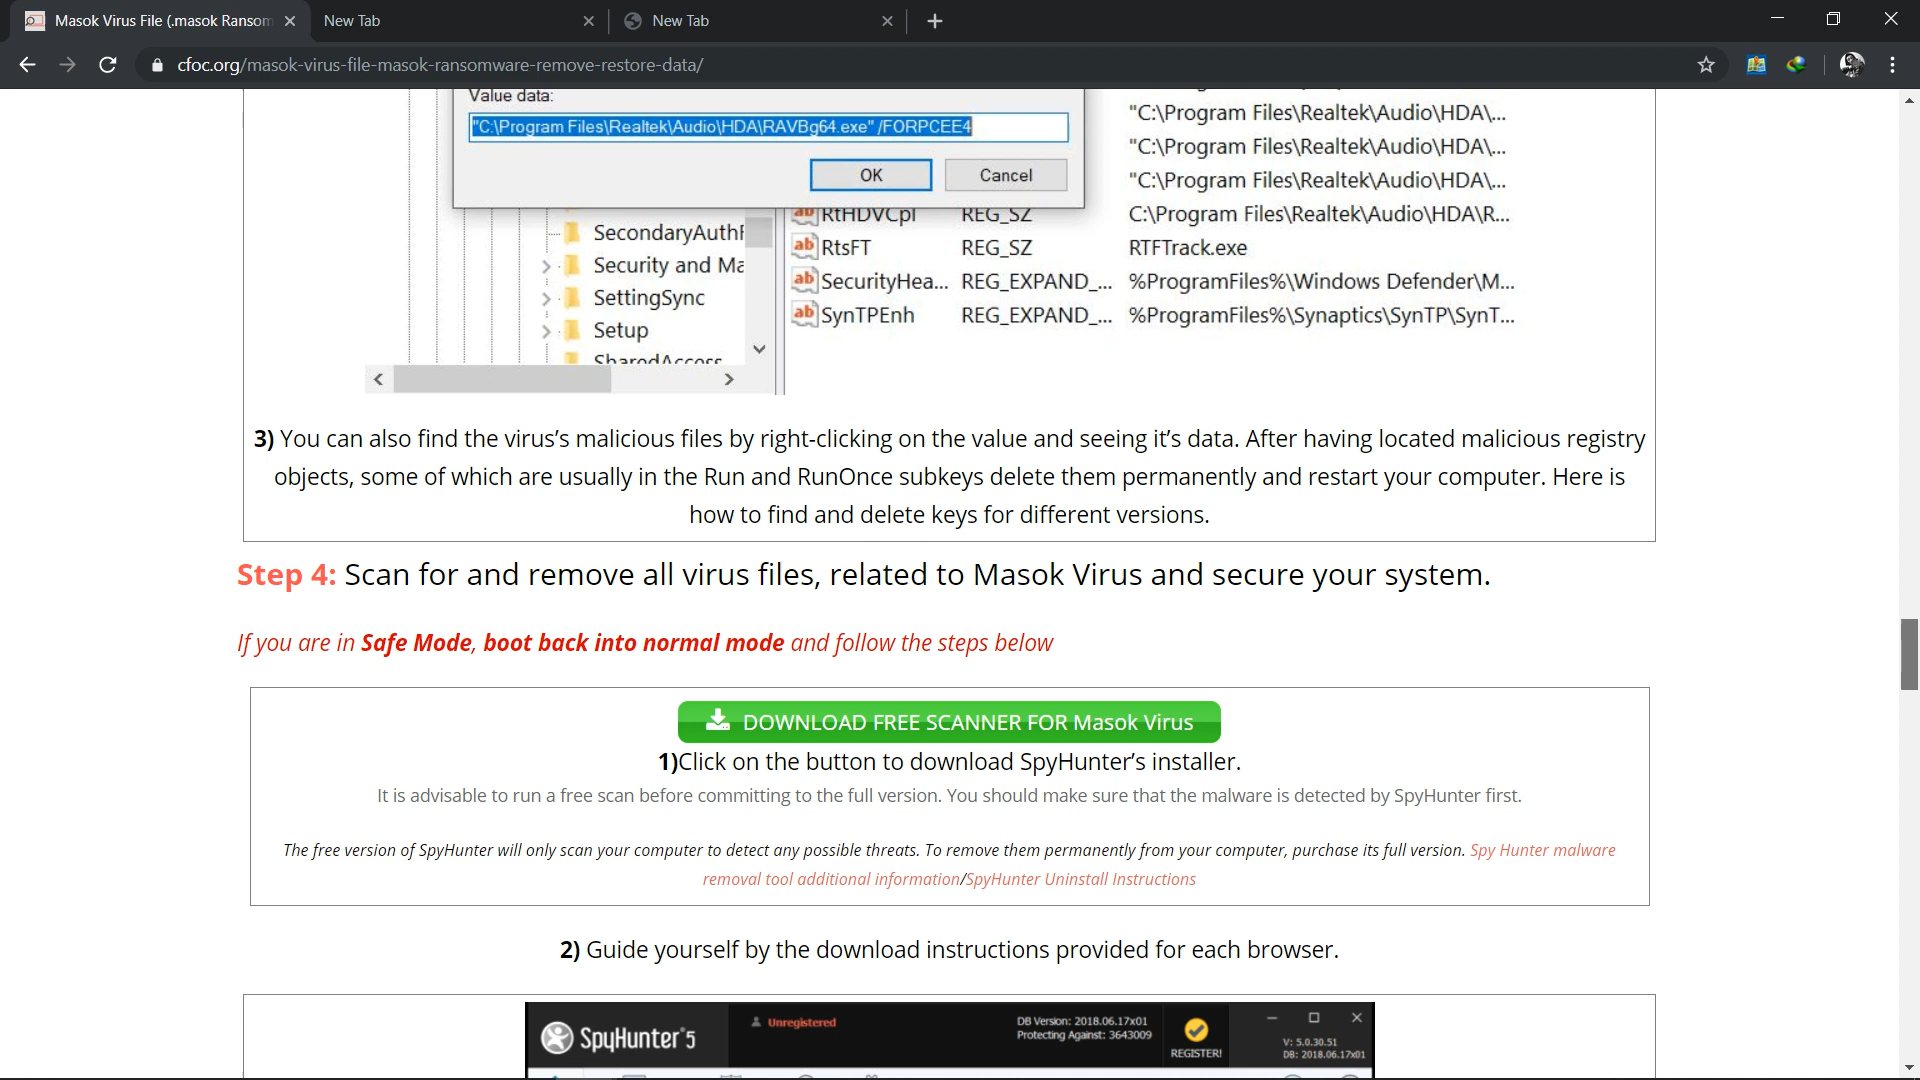 Masok Virus File (.masok Ransom
New Tab
New Tab
cfoc.org/masok-virus-file-masok-ransomware-remove-restore-data/
Value data:
"C:\Program Files\Realtek\Audio\HDA\RAVBg64.exe" /FORPCEE4
OK
Cancel
"C:\Program Files\Realtek\Audio\HDA\...
"C:\Program Files\Realtek\Audio\HDA\...
"C:\Program Files\Realtek\Audio\HDA\...
RtHDVCpl REG_SZ C:\Program Files\Realtek\Audio\HDA\R...
RtsFT REG_SZ RTFTrack.exe
SecurityHea... REG_EXPAND_... %ProgramFiles%\Windows Defender\M...
SynTPEnh REG_EXPAND_... %ProgramFiles%\Synaptics\SynTP\SynT...
SecondaryAuthF
Security and Ma
SettingSync
Setup
SharedAccess
3) You can also find the virus’s malicious files by right-clicking on the value and seeing it’s data. After having located malicious registry
objects, some of which are usually in the Run and RunOnce subkeys delete them permanently and restart your computer. Here is
how to find and delete keys for different versions.
Step 4: Scan for and remove all virus files, related to Masok Virus and secure your system.
If you are in Safe Mode, boot back into normal mode and follow the steps below
DOWNLOAD FREE SCANNER FOR Masok Virus
1)Click on the button to download SpyHunter’s installer.
It is advisable to run a free scan before committing to the full version. You should make sure that the malware is detected by SpyHunter first.
The free version of SpyHunter will only scan your computer to detect any possible threats. To remove them permanently from your computer, purchase its full version. Spy Hunter malware
removal tool additional information/SpyHunter Uninstall Instructions
2) Guide yourself by the download instructions provided for each browser.
SpyHunter 5
Unregistered
DB Version: 2018.06.17x01
Protecting Against: 3643009
REGISTER!
V: 5.0.30.51
DB: 2018.06.17x01